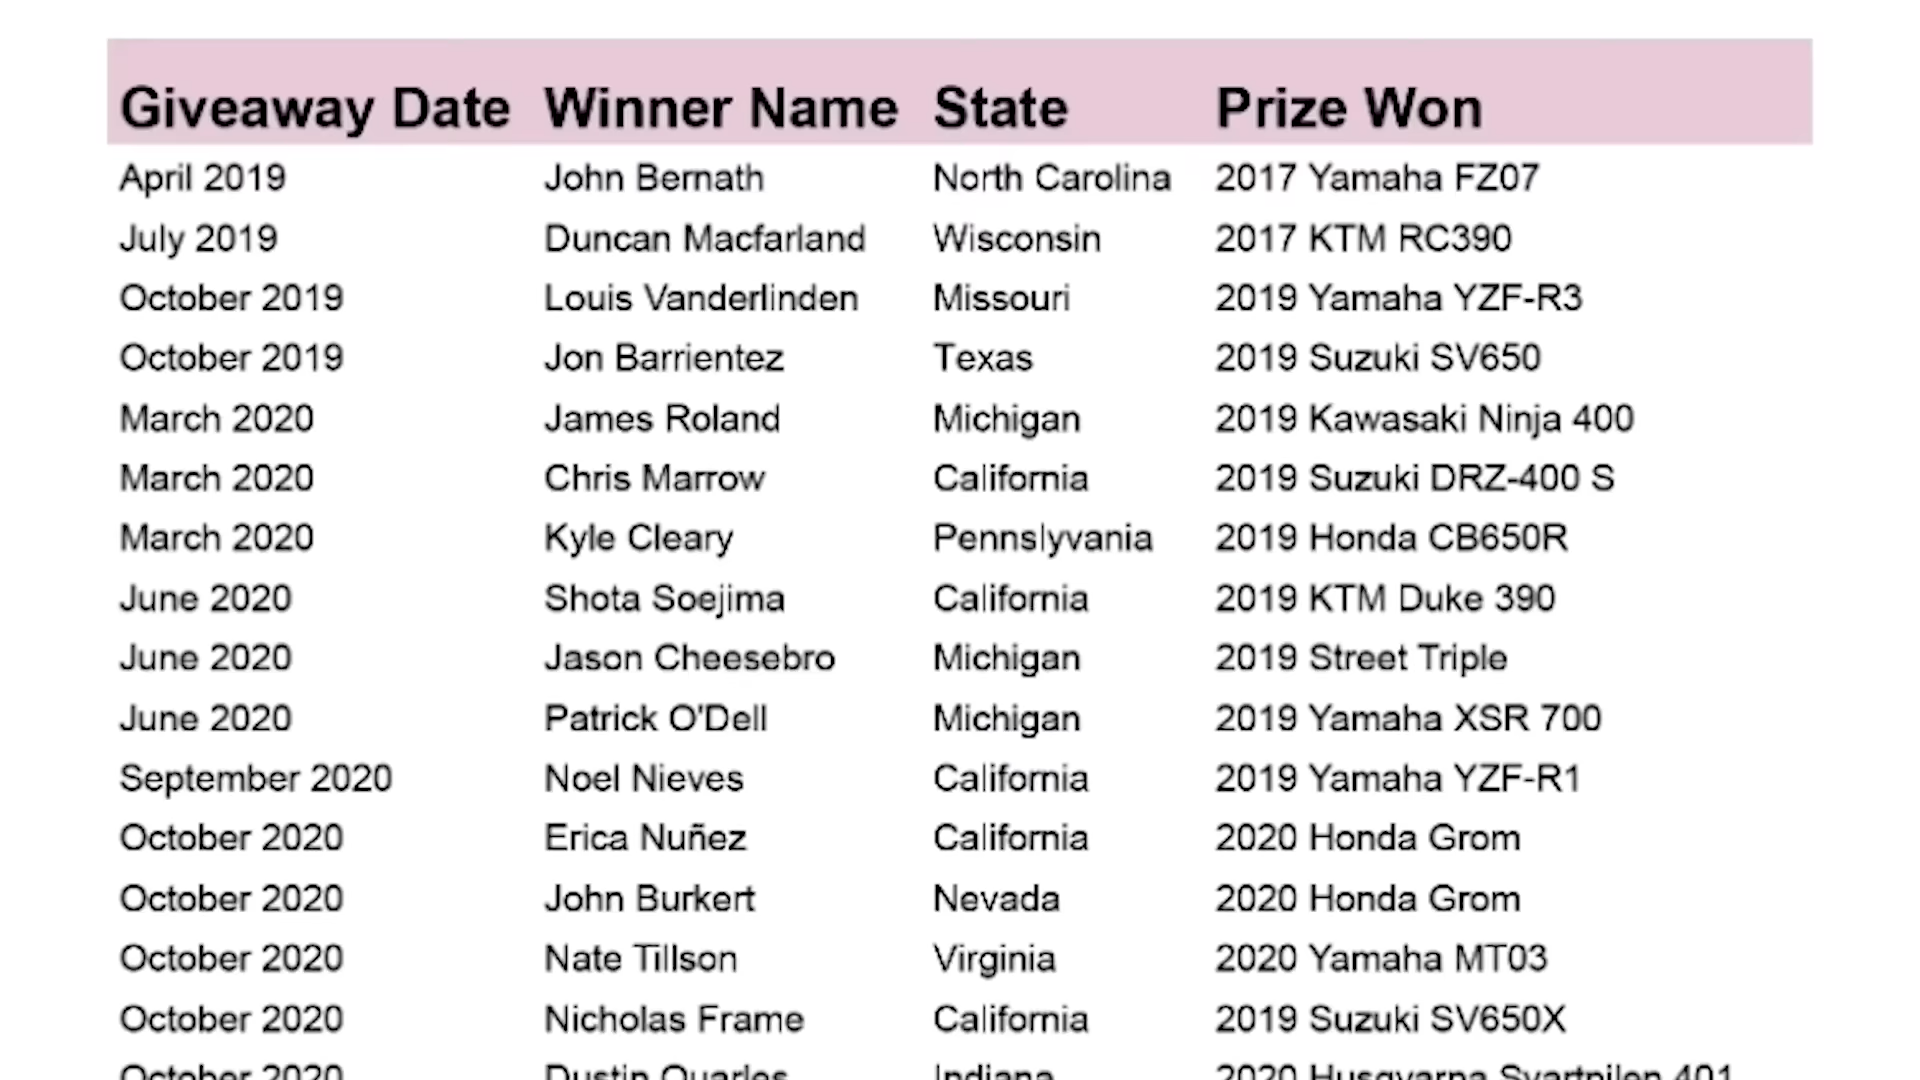 Giveaway Date Winner Name State Prize Won
April 2019 John Bernath North Carolina 2017 Yamaha FZ07
July 2019 Duncan Macfarland Wisconsin 2017 KTM RC390
October 2019 Louis Vanderlinden Missouri 2019 Yamaha YZF-R3
October 2019 Jon Barrientez Texas 2019 Suzuki SV650
March 2020 James Roland Michigan 2019 Kawasaki Ninja 400
March 2020 Chris Marrow California 2019 Suzuki DRZ-400 S
March 2020 Kyle Cleary Pennslyvania 2019 Honda CB650R
June 2020 Shota Soejima California 2019 KTM Duke 390
June 2020 Jason Cheesebro Michigan 2019 Street Triple
June 2020 Patrick O'Dell Michigan 2019 Yamaha XSR 700
September 2020 Noel Nieves California 2019 Yamaha YZF-R1
October 2020 Erica Nuñez California 2020 Honda Grom
October 2020 John Burkert Nevada 2020 Honda Grom
October 2020 Nate Tillson Virginia 2020 Yamaha MT03
October 2020 Nicholas Frame California 2019 Suzuki SV650X
October 2020 Dustin Quarles Indiana 2020 Husqvarna Svartpilen 401